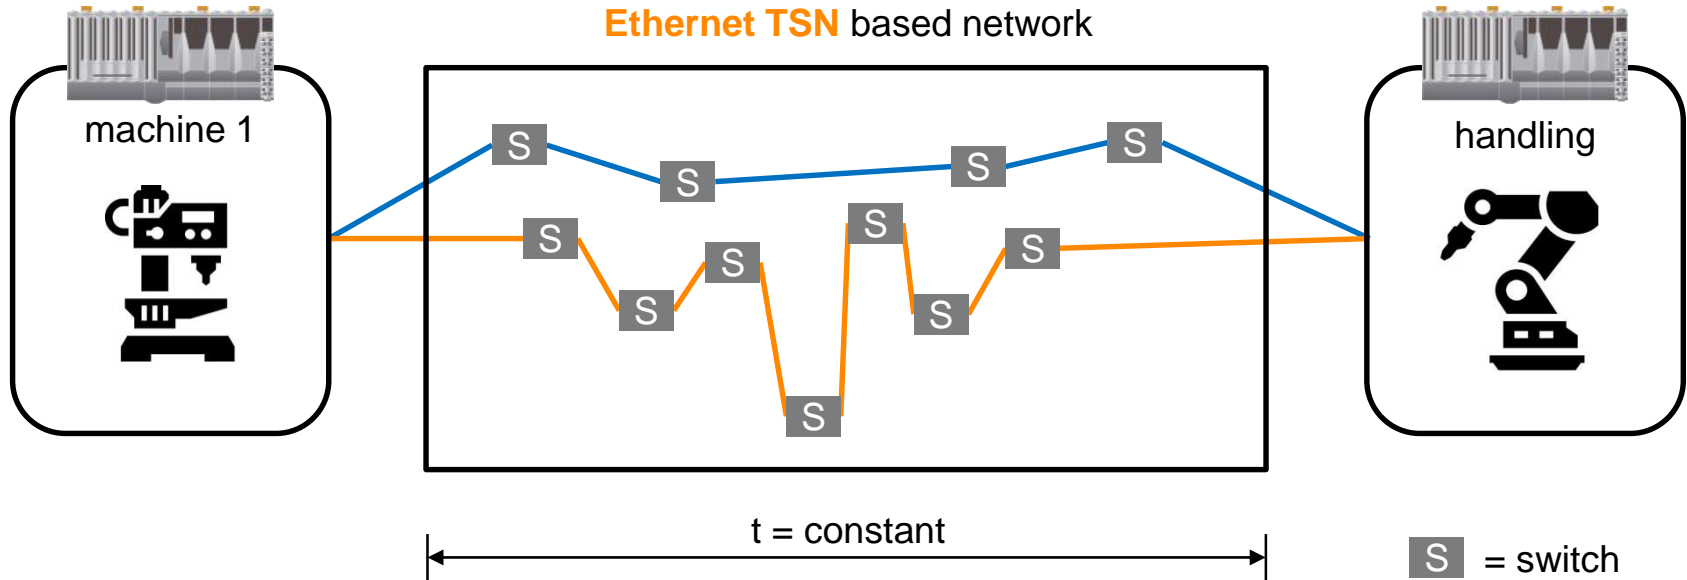 Ethernet TSN based network
machine 1
handling
S
S
S
S
S
S
S
S
S
S
S
t = constant
S = switch